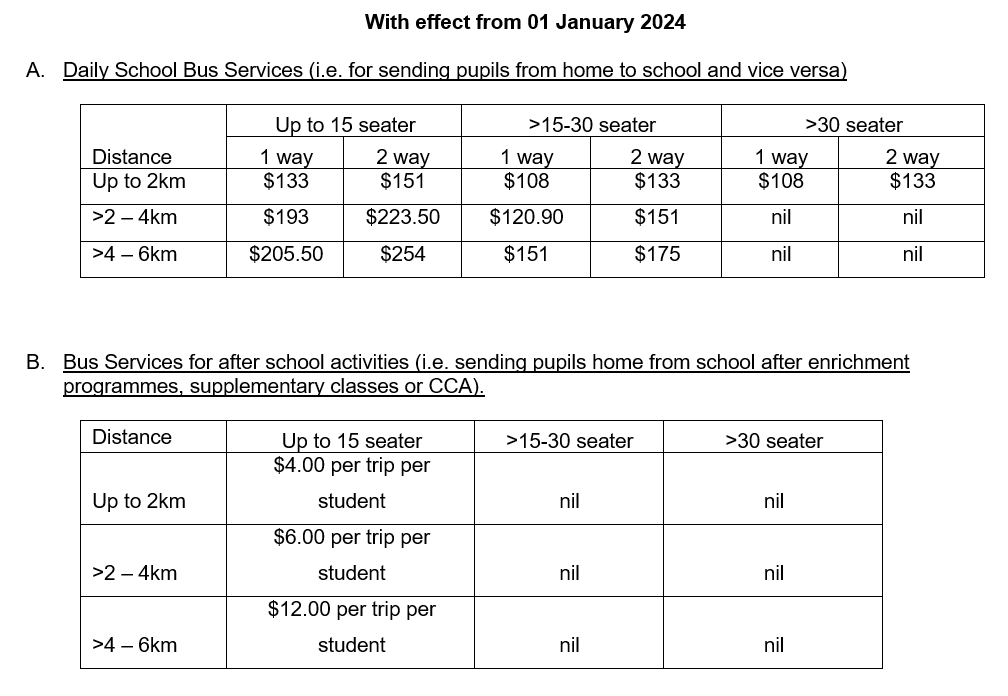 With effect from 01 January 2024
A. Daily School Bus Services (i.e. for sending pupils from home to school and vice versa)
Up to 15 seater >15-30 seater >30 seater
Distance 1 way 2 way 1 way 2 way 1 way 2 way
Up to 2km $133 $151 $108 $133 $108 $133
>2 – 4km $193 $223.50 $120.90 $151 nil nil
>4 – 6km $205.50 $254 $151 $175 nil nil
B. Bus Services for after school activities (i.e. sending pupils home from school after enrichment
programmes, supplementary classes or CCA).
Distance Up to 15 seater >15-30 seater >30 seater
$4.00 per trip per
Up to 2km student nil nil
$6.00 per trip per
>2 – 4km student nil nil
$12.00 per trip per
>4 – 6km student nil nil